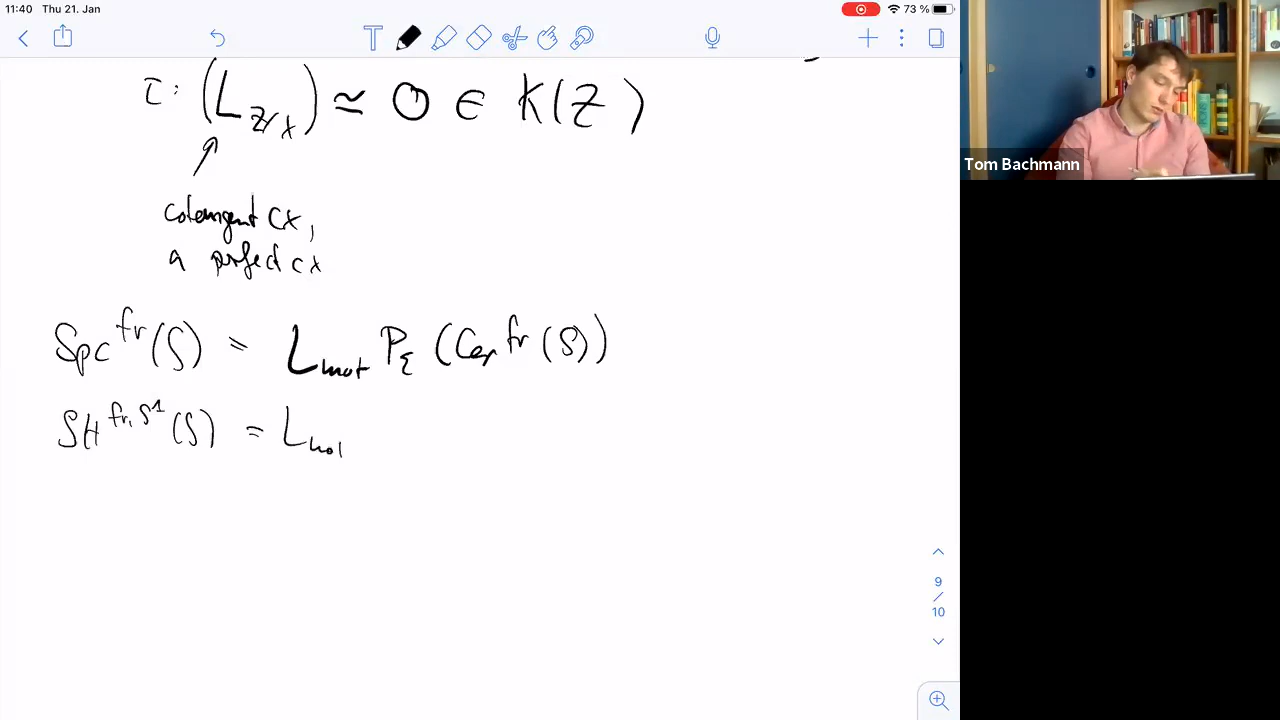 11:40 Thu 21. Jan
73 %
τ: (L_{Z/X}) ≃ 0 ∈ K(Z)
cotangent cx,
a perfect cx
Spc^{fr}(S) = L_{mot} P_Σ (Cor^{fr}(S))
SH^{fr, S^1}(S) = L_{mot}
Tom Bachmann
9
/
10